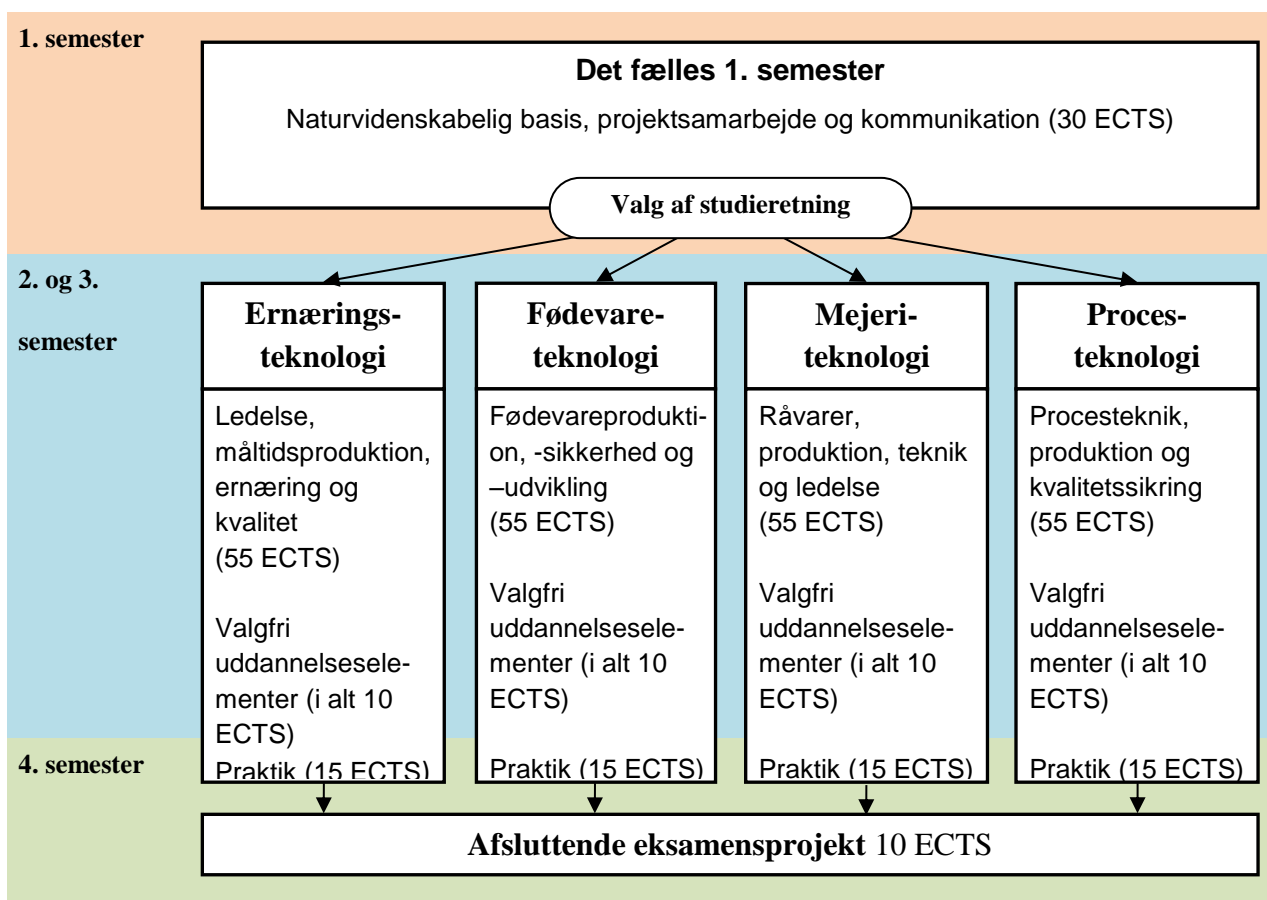 1. semester
Det fælles 1. semester
Naturvidenskabelig basis, projektsamarbejde og kommunikation (30 ECTS)
Valg af studieretning
2. og 3.
semester
Ernærings-
teknologi
Ledelse,
måltidsproduktion,
ernæring og
kvalitet
(55 ECTS)
Valgfri
uddannelsesele-
menter (i alt 10
ECTS)
Praktik (15 ECTS)
Fødevare-
teknologi
Fødevareprodukti-
on, -sikkerhed og
–udvikling
(55 ECTS)
Valgfri
uddannelsesele-
menter (i alt 10
ECTS)
Praktik (15 ECTS)
Mejeri-
teknologi
Råvarer,
produktion, teknik
og ledelse
(55 ECTS)
Valgfri
uddannelsesele-
menter (i alt 10
ECTS)
Praktik (15 ECTS)
Proces-
teknologi
Procesteknik,
produktion og
kvalitetssikring
(55 ECTS)
Valgfri
uddannelsesele-
menter (i alt 10
ECTS)
Praktik (15 ECTS)
4. semester
Afsluttende eksamensprojekt 10 ECTS